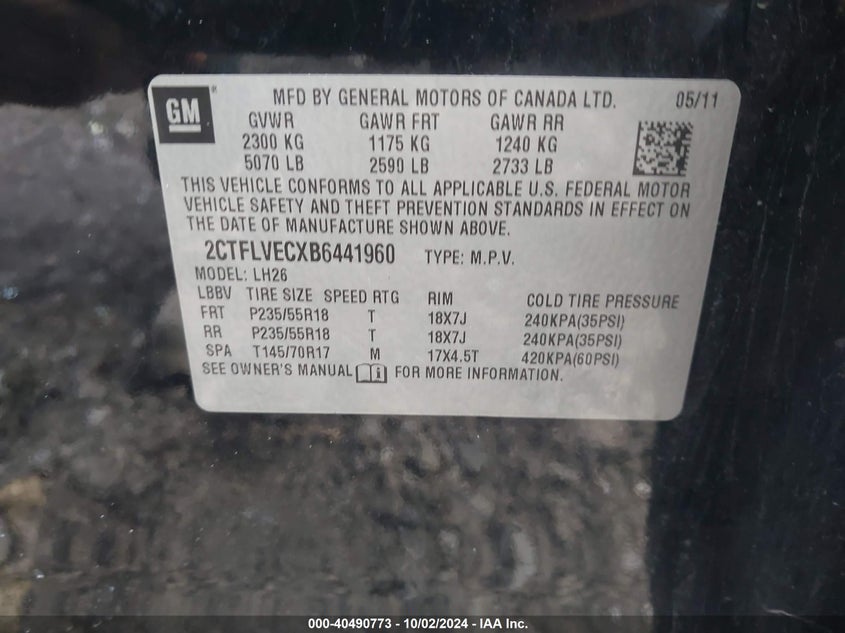 GM MFD BY GENERAL MOTORS OF CANADA LTD. 05/11
GVWR GAWR FRT GAWR RR
2300 KG 1175 KG 1240 KG
5070 LB 2590 LB 2733 LB
THIS VEHICLE CONFORMS TO ALL APPLICABLE U.S. FEDERAL MOTOR
VEHICLE SAFETY AND THEFT PREVENTION STANDARDS IN EFFECT ON
THE DATE OF MANUFACTURE SHOWN ABOVE.
2CTFLVECXB6441960 TYPE: M.P.V.
MODEL: LH26
LBBV TIRE SIZE SPEED RTG RIM COLD TIRE PRESSURE
FRT P235/55R18 T 18X7J 240KPA(35PSI)
RR P235/55R18 T 18X7J 240KPA(35PSI)
SPA T145/70R17 M 17X4.5T 420KPA(60PSI)
SEE OWNER'S MANUAL i FOR MORE INFORMATION.
000-40490773 - 10/02/2024 - IAA Inc.